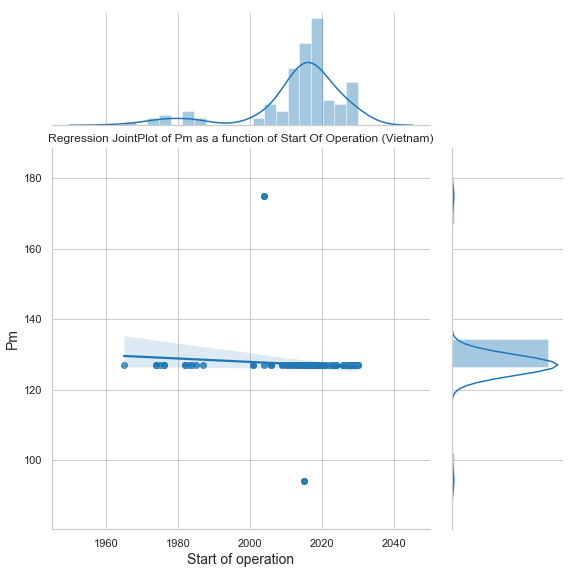 Regression JointPlot of Pm as a function of Start Of Operation (Vietnam)
180
160
140
120
100
Pm
1960 1980 2000 2020 2040
Start of operation